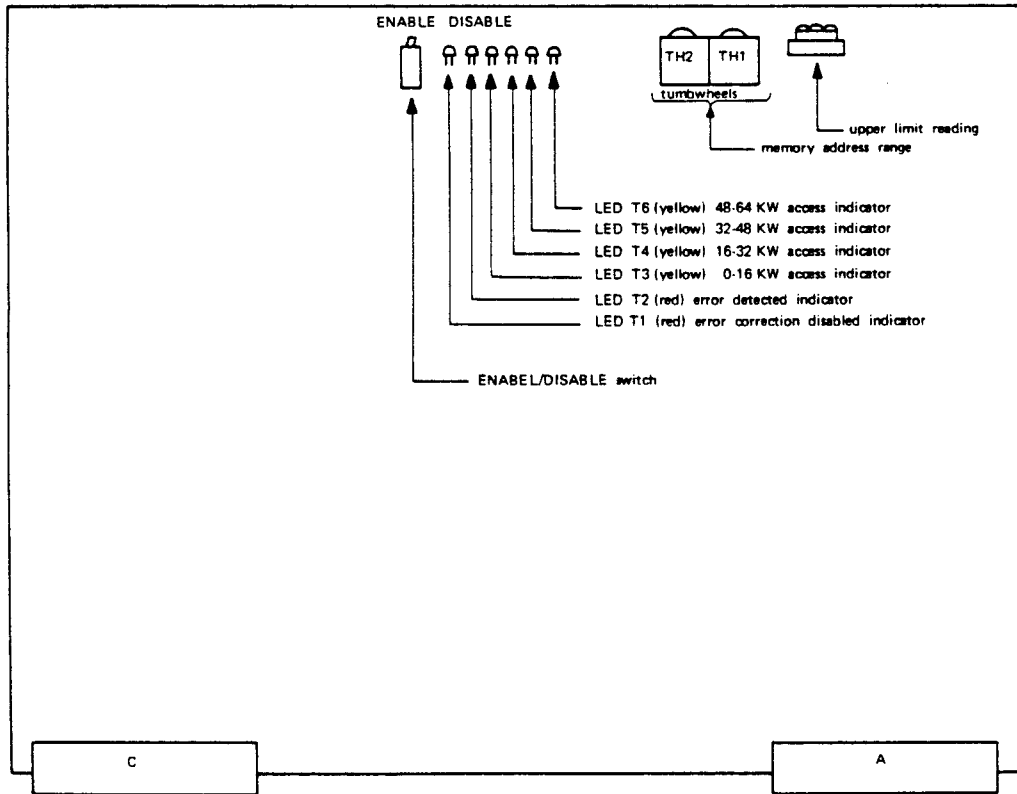 ENABLE DISABLE
TH2 TH1
tumbwheels
upper limit reading
memory address range
LED T6 (yellow) 48-64 KW access indicator
LED T5 (yellow) 32-48 KW access indicator
LED T4 (yellow) 16-32 KW access indicator
LED T3 (yellow) 0-16 KW access indicator
LED T2 (red) error detected indicator
LED T1 (red) error correction disabled indicator
ENABEL/DISABLE switch
C
A